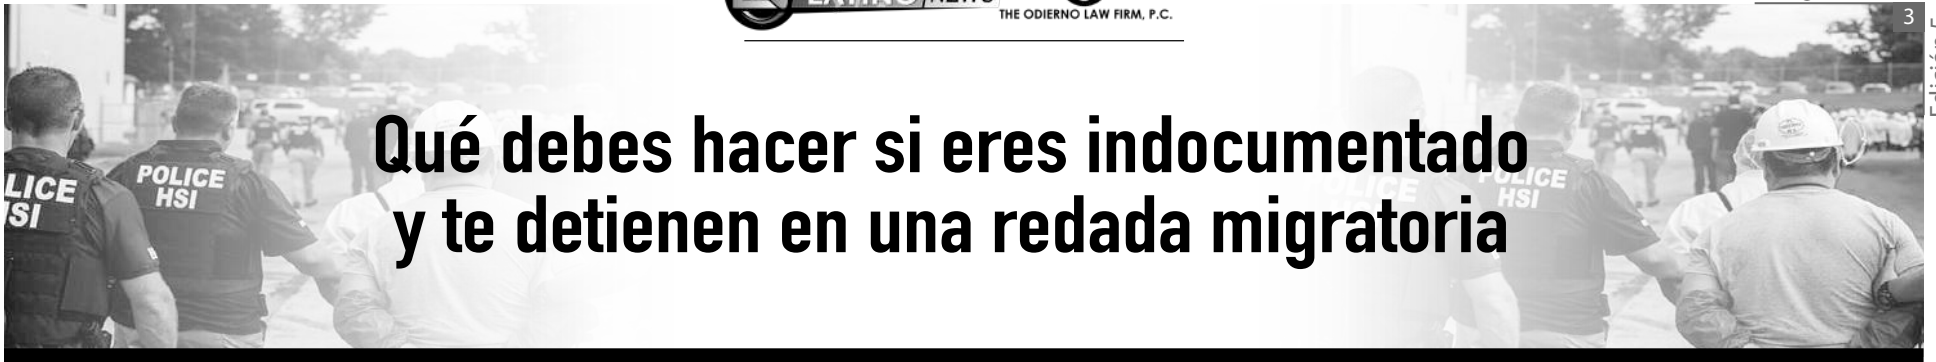 THE ODIERNO LAW FIRM, P.C.
3
Qué debes hacer si eres indocumentado
y te detienen en una redada migratoria
LICE
POLICE
HSI
POLICE
HSI